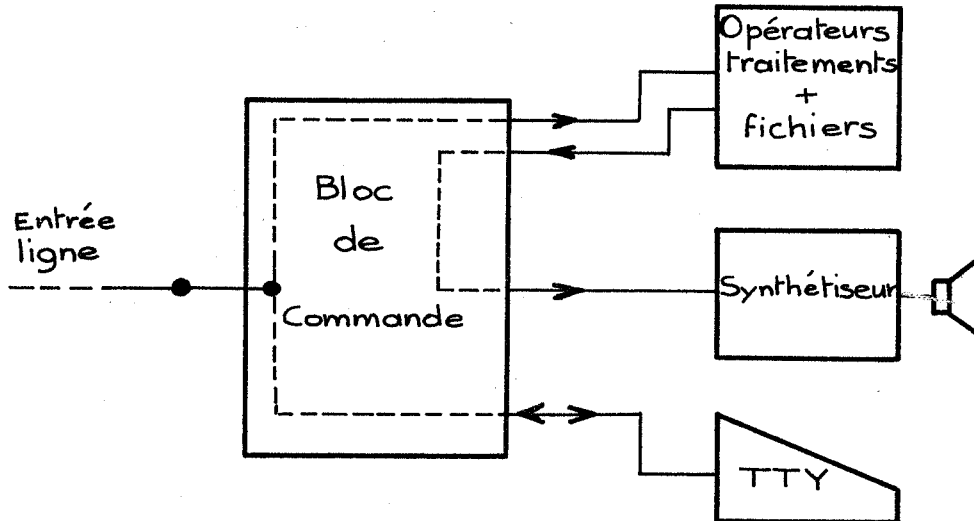 Opérateurs
traitements
+
fichiers
Bloc
de
Commande
Entrée
ligne
Synthétiseur
TTY